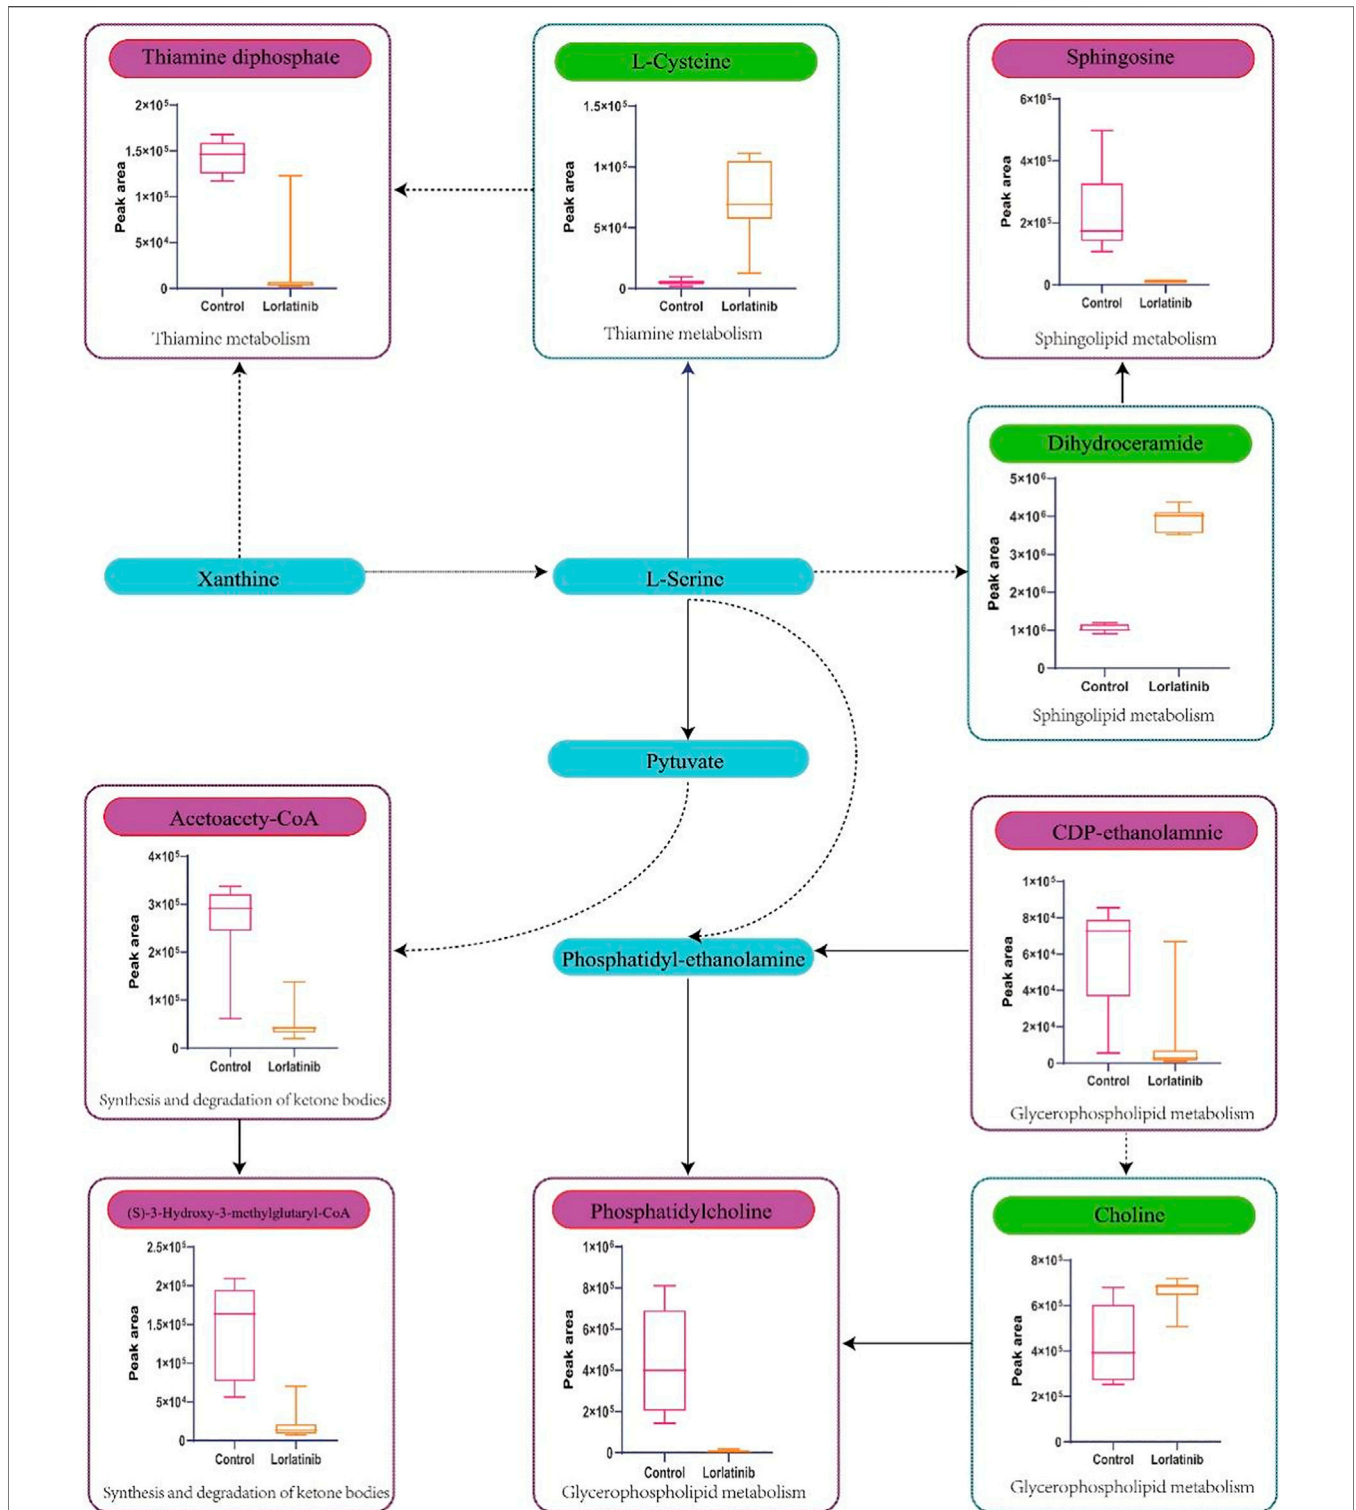 Thiamine diphosphate
2×10⁵
1.5×10⁵
1×10⁵
5×10⁴
0
Peak area
Control Lorlatinib
Thiamine metabolism
L-Cysteine
1.5×10⁵
1×10⁵
5×10⁴
0
Peak area
Control Lorlatinib
Thiamine metabolism
Sphingosine
6×10⁵
4×10⁵
2×10⁵
0
Peak area
Control Lorlatinib
Sphingolipid metabolism
Dihydroceramide
5×10⁶
4×10⁶
3×10⁶
2×10⁶
1×10⁶
0
Peak area
Control Lorlatinib
Sphingolipid metabolism
Xanthine
L-Serine
Pytuvate
Acetoacety-CoA
4×10⁵
3×10⁵
2×10⁵
1×10⁵
0
Peak area
Control Lorlatinib
Synthesis and degradation of ketone bodies
Phosphatidyl-ethanolamine
CDP-ethanolamnie
1×10⁵
8×10⁴
6×10⁴
4×10⁴
2×10⁴
0
Peak area
Control Lorlatinib
Glycerophospholipid metabolism
(S)-3-Hydroxy-3-methylglutaryl-CoA
2.5×10⁵
2×10⁵
1.5×10⁵
1×10⁵
5×10⁴
0
Peak area
Control Lorlatinib
Synthesis and degradation of ketone bodies
Phosphatidylcholine
1×10⁶
8×10⁵
6×10⁵
4×10⁵
2×10⁵
0
Peak area
Control Lorlatinib
Glycerophospholipid metabolism
Choline
8×10⁵
6×10⁵
4×10⁵
2×10⁵
0
Peak area
Control Lorlatinib
Glycerophospholipid metabolism